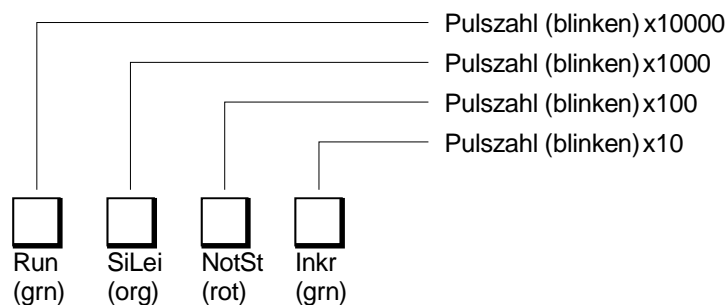 Pulszahl (blinken) x10000
Pulszahl (blinken) x1000
Pulszahl (blinken) x100
Pulszahl (blinken) x10
Run SiLei NotSt Inkr
(grn) (org) (rot) (grn)